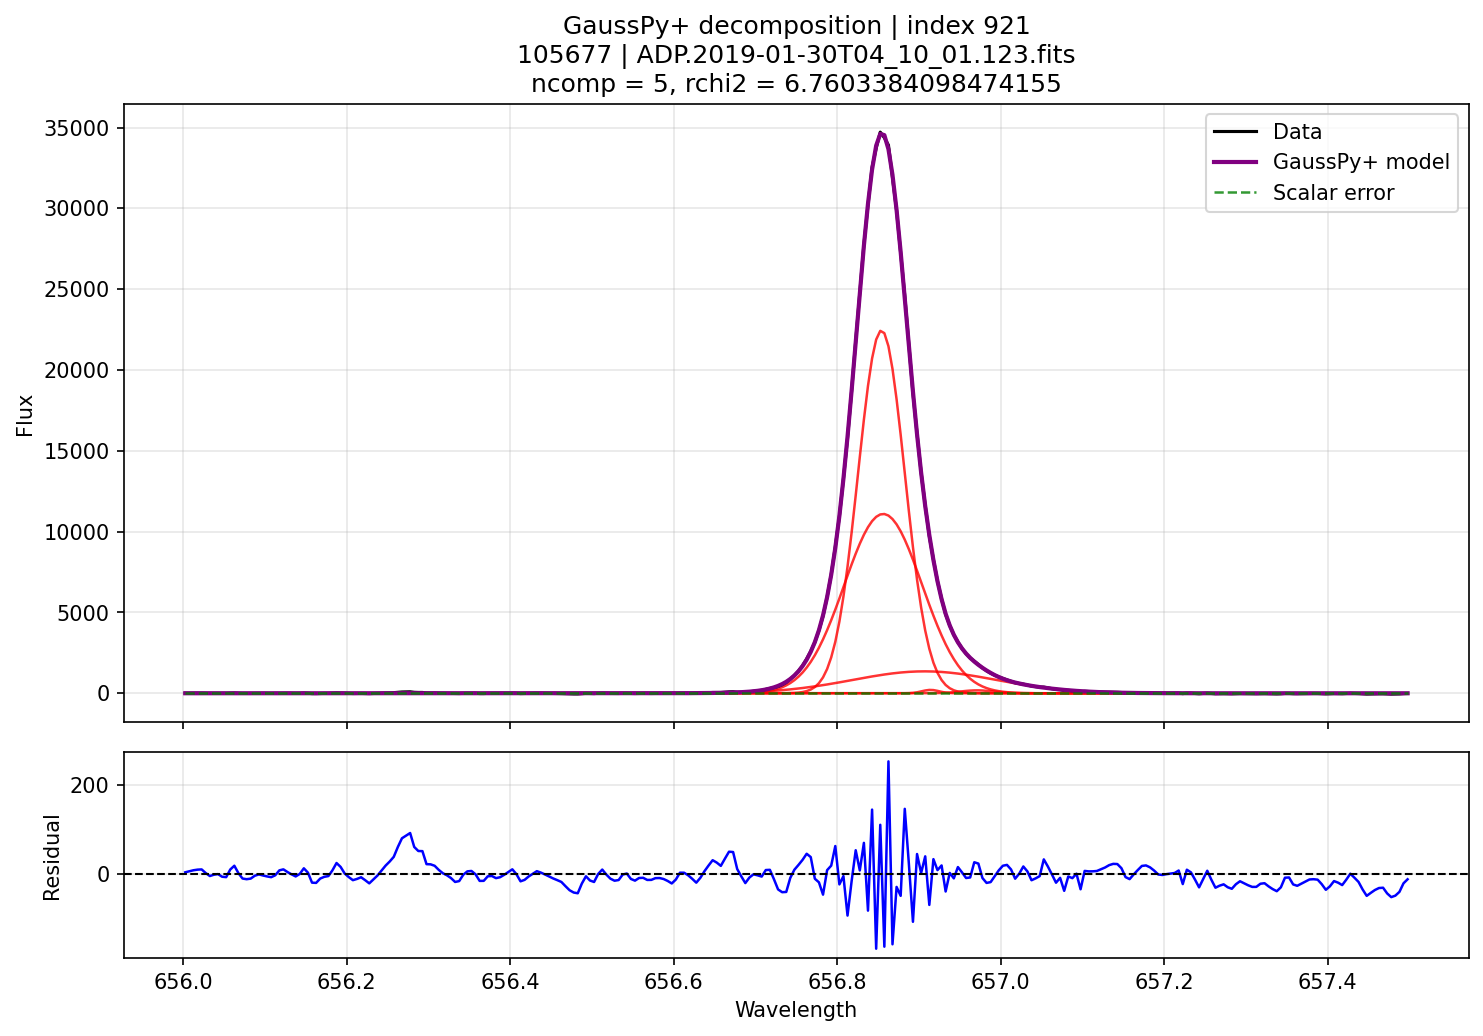 GaussPy+ decomposition | index 921
105677 | ADP.2019-01-30T04_10_01.123.fits
ncomp = 5, rchi2 = 6.7603384098474155
35000
30000
25000
20000
15000
10000
5000
0
Flux
Data
GaussPy+ model
Scalar error
200
0
Residual
656.0
656.2
656.4
656.6
656.8
657.0
657.2
657.4
Wavelength